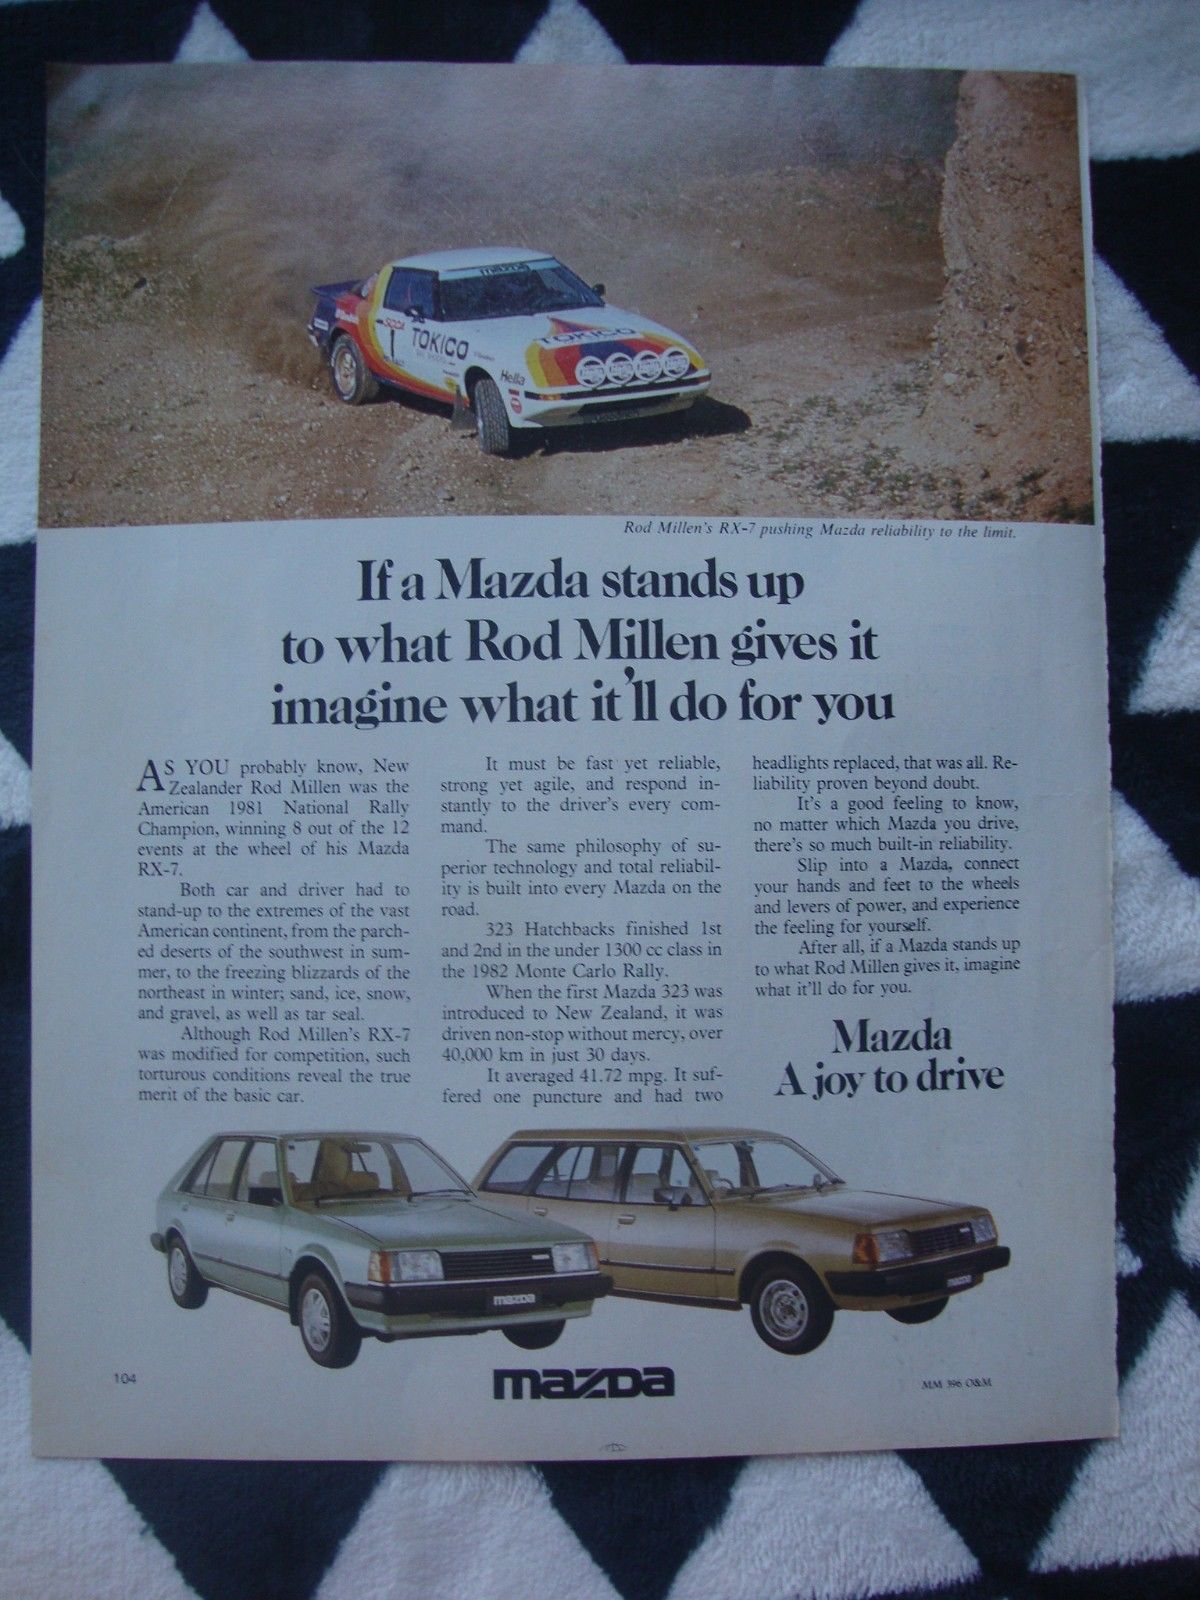 mazda
SCCA
1
TOKICO
TOKICO
Hella
Rod Millen's RX-7 pushing Mazda reliability to the limit.
If a Mazda stands up
to what Rod Millen gives it
imagine what it'll do for you
AS YOU probably know, New
Zealander Rod Millen was the
American 1981 National Rally
Champion, winning 8 out of the 12
events at the wheel of his Mazda
RX-7.
Both car and driver had to
stand-up to the extremes of the vast
American continent, from the parch-
ed deserts of the southwest in sum-
mer, to the freezing blizzards of the
northeast in winter; sand, ice, snow,
and gravel, as well as tar seal.
Although Rod Millen's RX-7
was modified for competition, such
torturous conditions reveal the true
merit of the basic car.
It must be fast yet reliable,
strong yet agile, and respond in-
stantly to the driver's every com-
mand.
The same philosophy of su-
perior technology and total reliabil-
ity is built into every Mazda on the
road.
323 Hatchbacks finished 1st
and 2nd in the under 1300 cc class in
the 1982 Monte Carlo Rally.
When the first Mazda 323 was
introduced to New Zealand, it was
driven non-stop without mercy, over
40,000 km in just 30 days.
It averaged 41.72 mpg. It suf-
fered one puncture and had two
headlights replaced, that was all. Re-
liability proven beyond doubt.
It's a good feeling to know,
no matter which Mazda you drive,
there's so much built-in reliability.
Slip into a Mazda, connect
your hands and feet to the wheels
and levers of power, and experience
the feeling for yourself.
After all, if a Mazda stands up
to what Rod Millen gives it, imagine
what it'll do for you.
Mazda
A joy to drive
mazda
mazda
104
mazda
MM 396 O&M